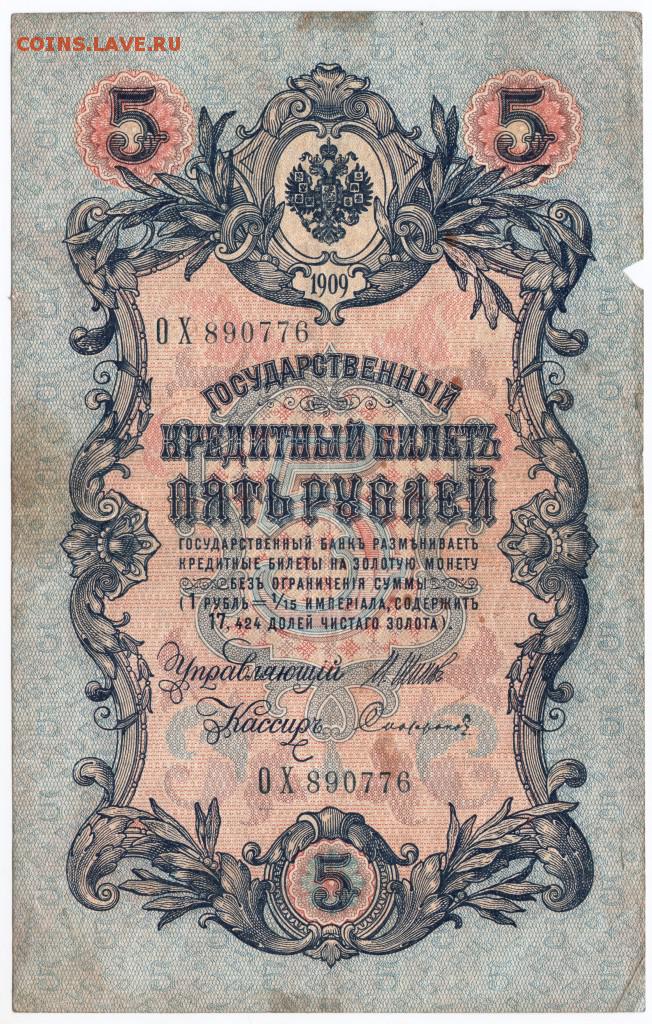 COINS.LAVE.RU
5 5
1909
ОХ 890776
ГОСУДАРСТВЕННЫЙ
КРЕДИТНЫЙ БИЛЕТЪ
5
ПЯТЬ РУБЛЕЙ
ГОСУДАРСТВЕННЫЙ БАНКЪ РАЗМѢНИВАЕТЪ
КРЕДИТНЫЕ БИЛЕТЫ НА ЗОЛОТУЮ МОНЕТУ
БЕЗЪ ОГРАНИЧЕНІЯ СУММЫ
(1 РУБЛЬ — 1/15 ИМПЕРІАЛА, СОДЕРЖИТЪ
17,424 ДОЛЕЙ ЧИСТАГО ЗОЛОТА).
Управляющій
Кассиръ
ОХ 890776
5